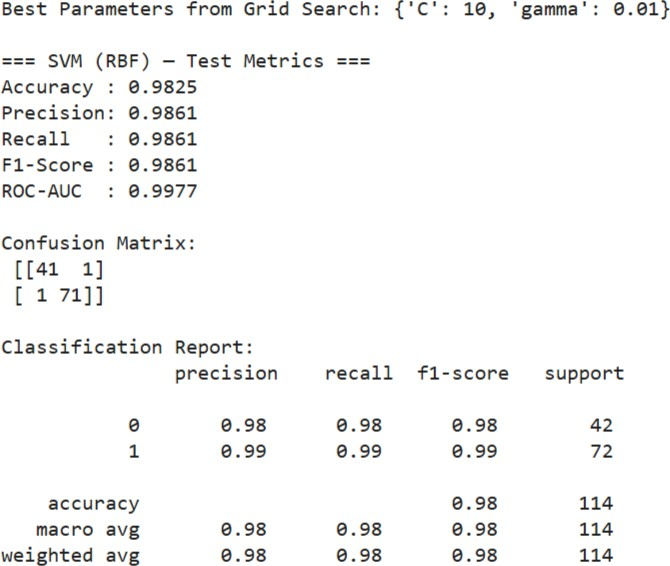 Best Parameters from Grid Search: {'C': 10, 'gamma': 0.01}
=== SVM (RBF) — Test Metrics ===
Accuracy : 0.9825
Precision: 0.9861
Recall   : 0.9861
F1-Score : 0.9861
ROC-AUC  : 0.9977
Confusion Matrix:
 [[41  1]
 [ 1 71]]
Classification Report:
              precision    recall  f1-score   support
           0       0.98      0.98      0.98        42
           1       0.99      0.99      0.99        72
    accuracy                           0.98       114
   macro avg       0.98      0.98      0.98       114
weighted avg       0.98      0.98      0.98       114